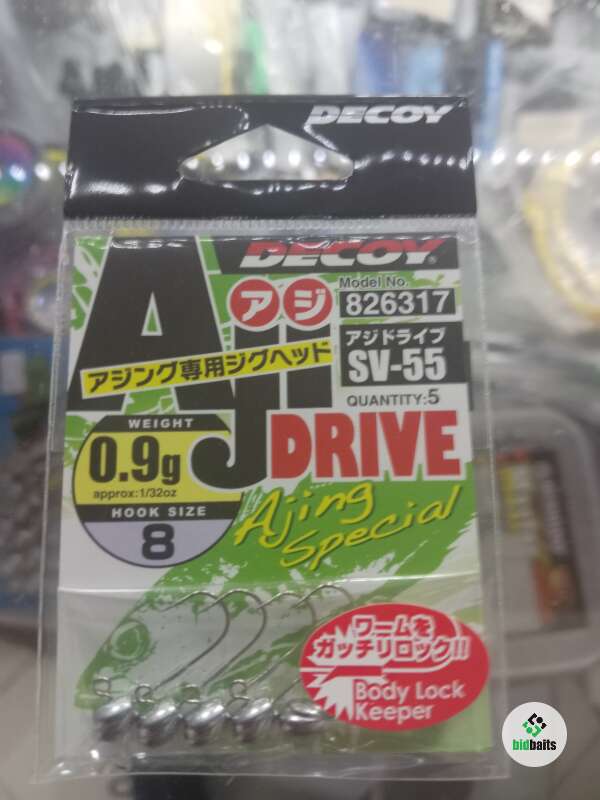 DECOY
DECOY
アジ
Model No.
826317
AJI
アジング専用ジグヘッド
アジドライブ
SV-55
QUANTITY:5
DRIVE
WEIGHT
0.9g
approx:1/32oz
HOOK SIZE
8
Ajing
Special
ワームを
ガッチリロック!!
Body Lock
Keeper
bidbaits